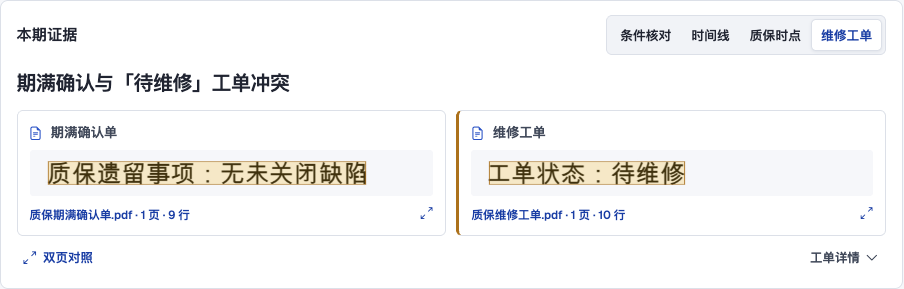 本期证据
条件核对 时间线 质保时点 维修工单
期满确认与「待维修」工单冲突
期满确认单
质保遗留事项：无未关闭缺陷
质保期满确认单.pdf · 1 页 · 9 行
维修工单
工单状态：待维修
质保维修工单.pdf · 1 页 · 10 行
双页对照
工单详情